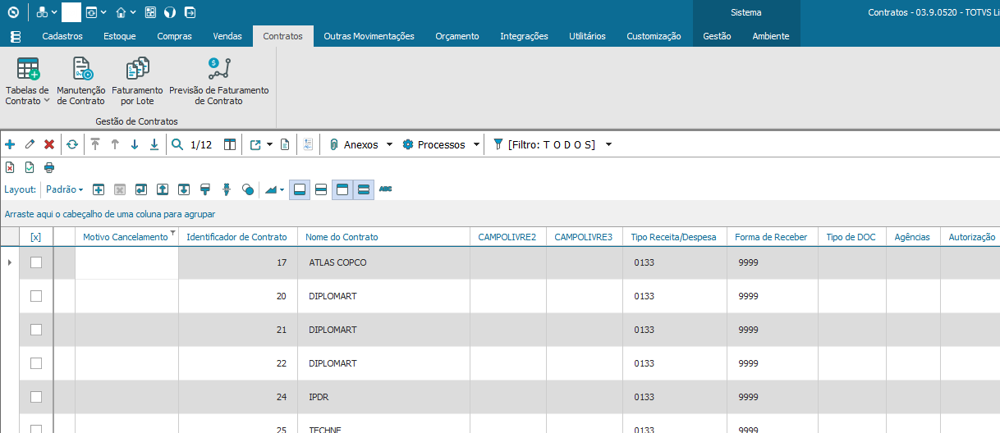 Sistema
Contratos - 03.9.0520 - TOTVS Li
Cadastros Estoque Compras Vendas Contratos Outras Movimentações Orçamento Integrações Utilitários Customização Gestão Ambiente
Tabelas de Contrato
Manutenção de Contrato
Faturamento por Lote
Previsão de Faturamento de Contrato
Gestão de Contratos
1/12 Anexos Processos [Filtro: T O D O S]
Layout: Padrão ABC
Arraste aqui o cabeçalho de uma coluna para agrupar
[x] Motivo Cancelamento Identificador de Contrato Nome do Contrato CAMPOLIVRE2 CAMPOLIVRE3 Tipo Receita/Despesa Forma de Receber Tipo de DOC Agências Autorização
17 ATLAS COPCO 0133 9999
20 DIPLOMART 0133 9999
21 DIPLOMART 0133 9999
22 DIPLOMART 0133 9999
24 IPDR 0133 9999
25 TECHNE 0133 9999